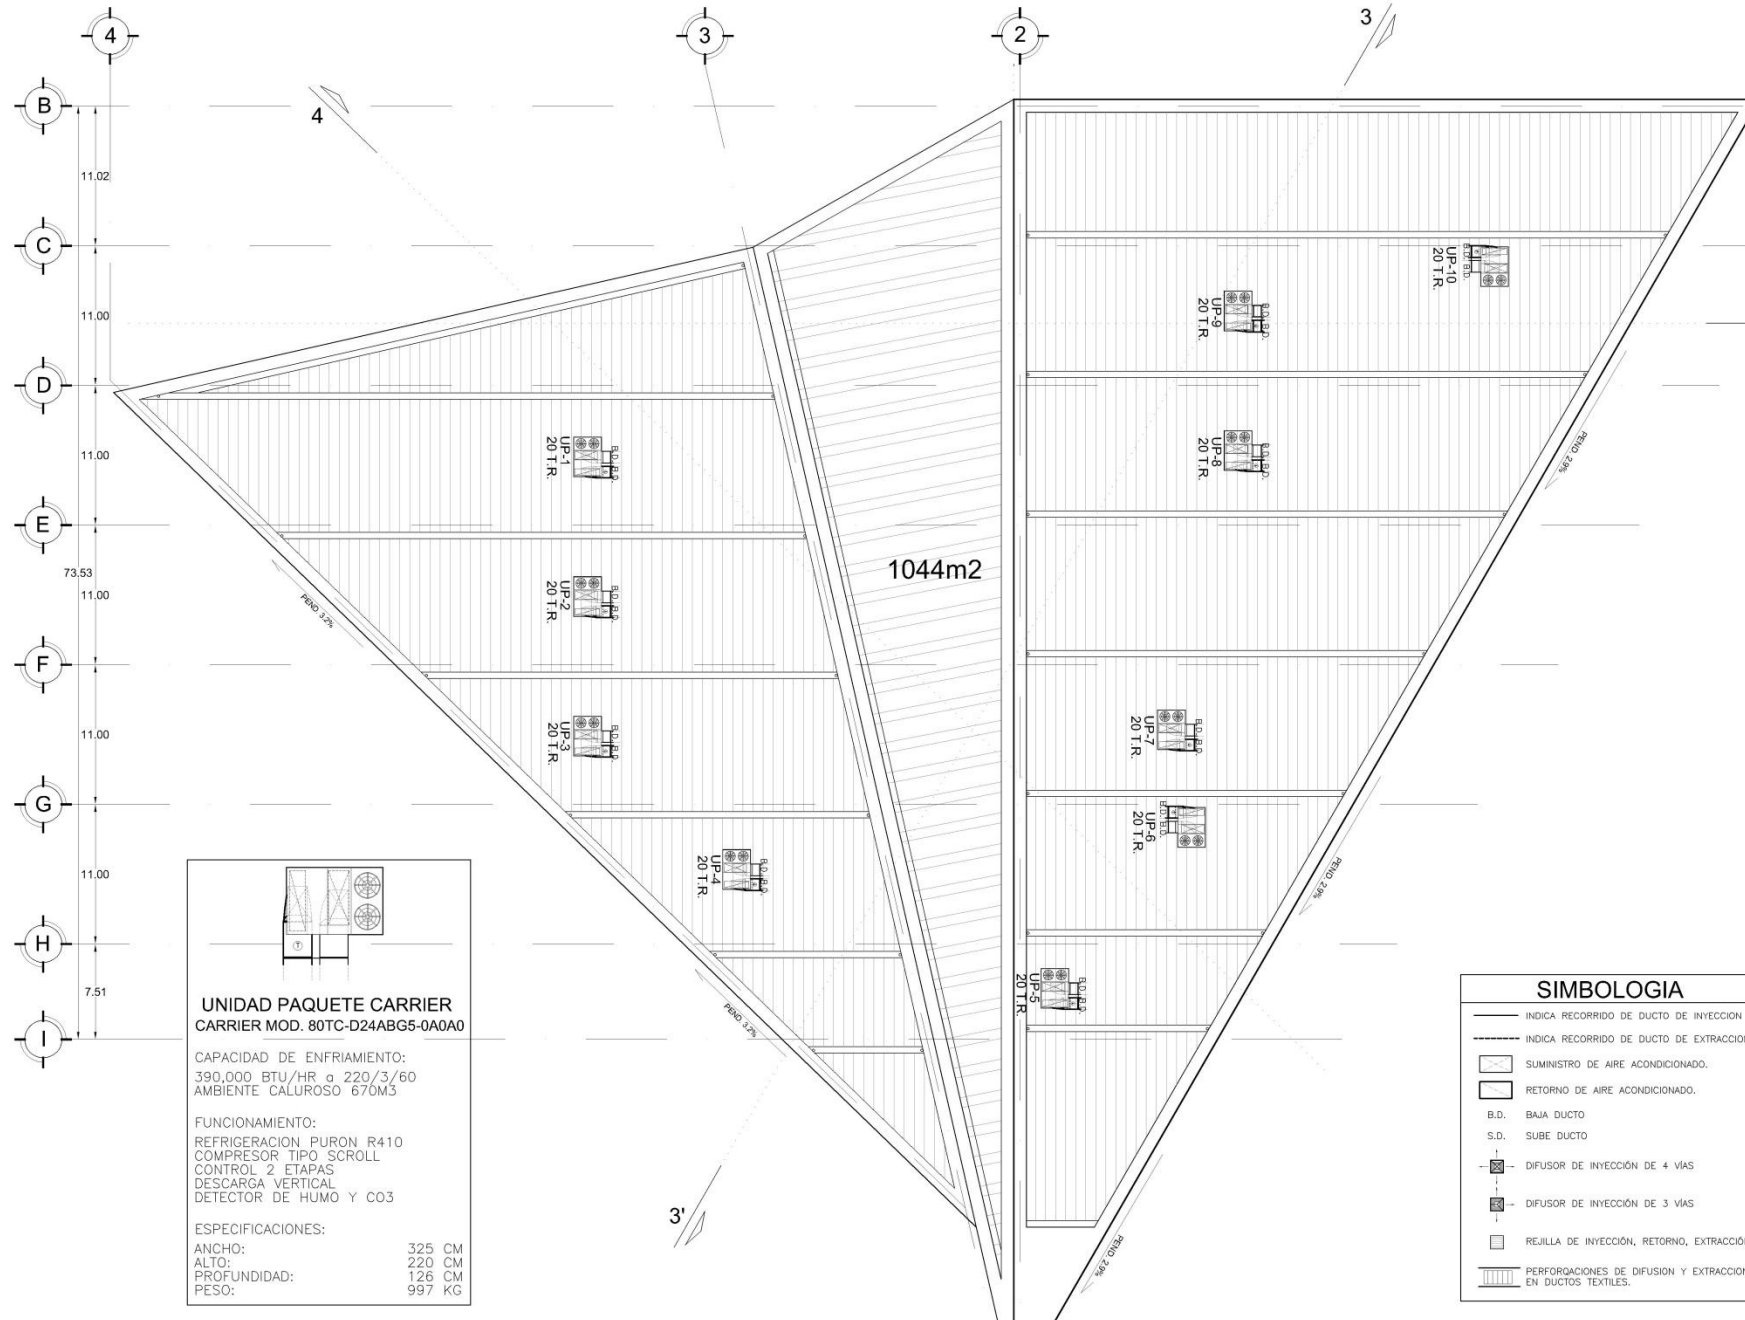 4
3
2
3
B
4
11.02
C
UP-10
20 T.R.
B.D.
B.D.
11.00
UP-9
20 T.R.
B.D.
B.D.
D
11.00
UP-1
20 T.R.
B.D.
B.D.
UP-8
20 T.R.
B.D.
B.D.
PEND. 2.9%
E
73.53
11.00
PEND. 3.2%
UP-2
20 T.R.
B.D.
B.D.
1044m2
F
11.00
UP-3
20 T.R.
B.D.
B.D.
UP-7
20 T.R.
B.D.
B.D.
G
UP-6
20 T.R.
B.D.
B.D.
11.00
UP-4
20 T.R.
B.D.
B.D.
PEND. 2.9%
H
7.51
UP-5
20 T.R.
B.D.
B.D.
PEND. 3.2%
I
3'
PEND. 2.9%
T
UNIDAD PAQUETE CARRIER
CARRIER MOD. 80TC-D24ABG5-0A0A0
CAPACIDAD DE ENFRIAMIENTO:
390,000 BTU/HR a 220/3/60
AMBIENTE CALUROSO 670M3
FUNCIONAMIENTO:
REFRIGERACION PURON R410
COMPRESOR TIPO SCROLL
CONTROL 2 ETAPAS
DESCARGA VERTICAL
DETECTOR DE HUMO Y CO3
ESPECIFICACIONES:
ANCHO: 325 CM
ALTO: 220 CM
PROFUNDIDAD: 126 CM
PESO: 997 KG
SIMBOLOGIA
INDICA RECORRIDO DE DUCTO DE INYECCION
INDICA RECORRIDO DE DUCTO DE EXTRACCION
SUMINISTRO DE AIRE ACONDICIONADO.
RETORNO DE AIRE ACONDICIONADO.
B.D. BAJA DUCTO
S.D. SUBE DUCTO
DIFUSOR DE INYECCIÓN DE 4 VÍAS
DIFUSOR DE INYECCIÓN DE 3 VÍAS
REJILLA DE INYECCIÓN, RETORNO, EXTRACCIÓN
PERFORQACIONES DE DIFUSION Y EXTRACCION
EN DUCTOS TEXTILES.